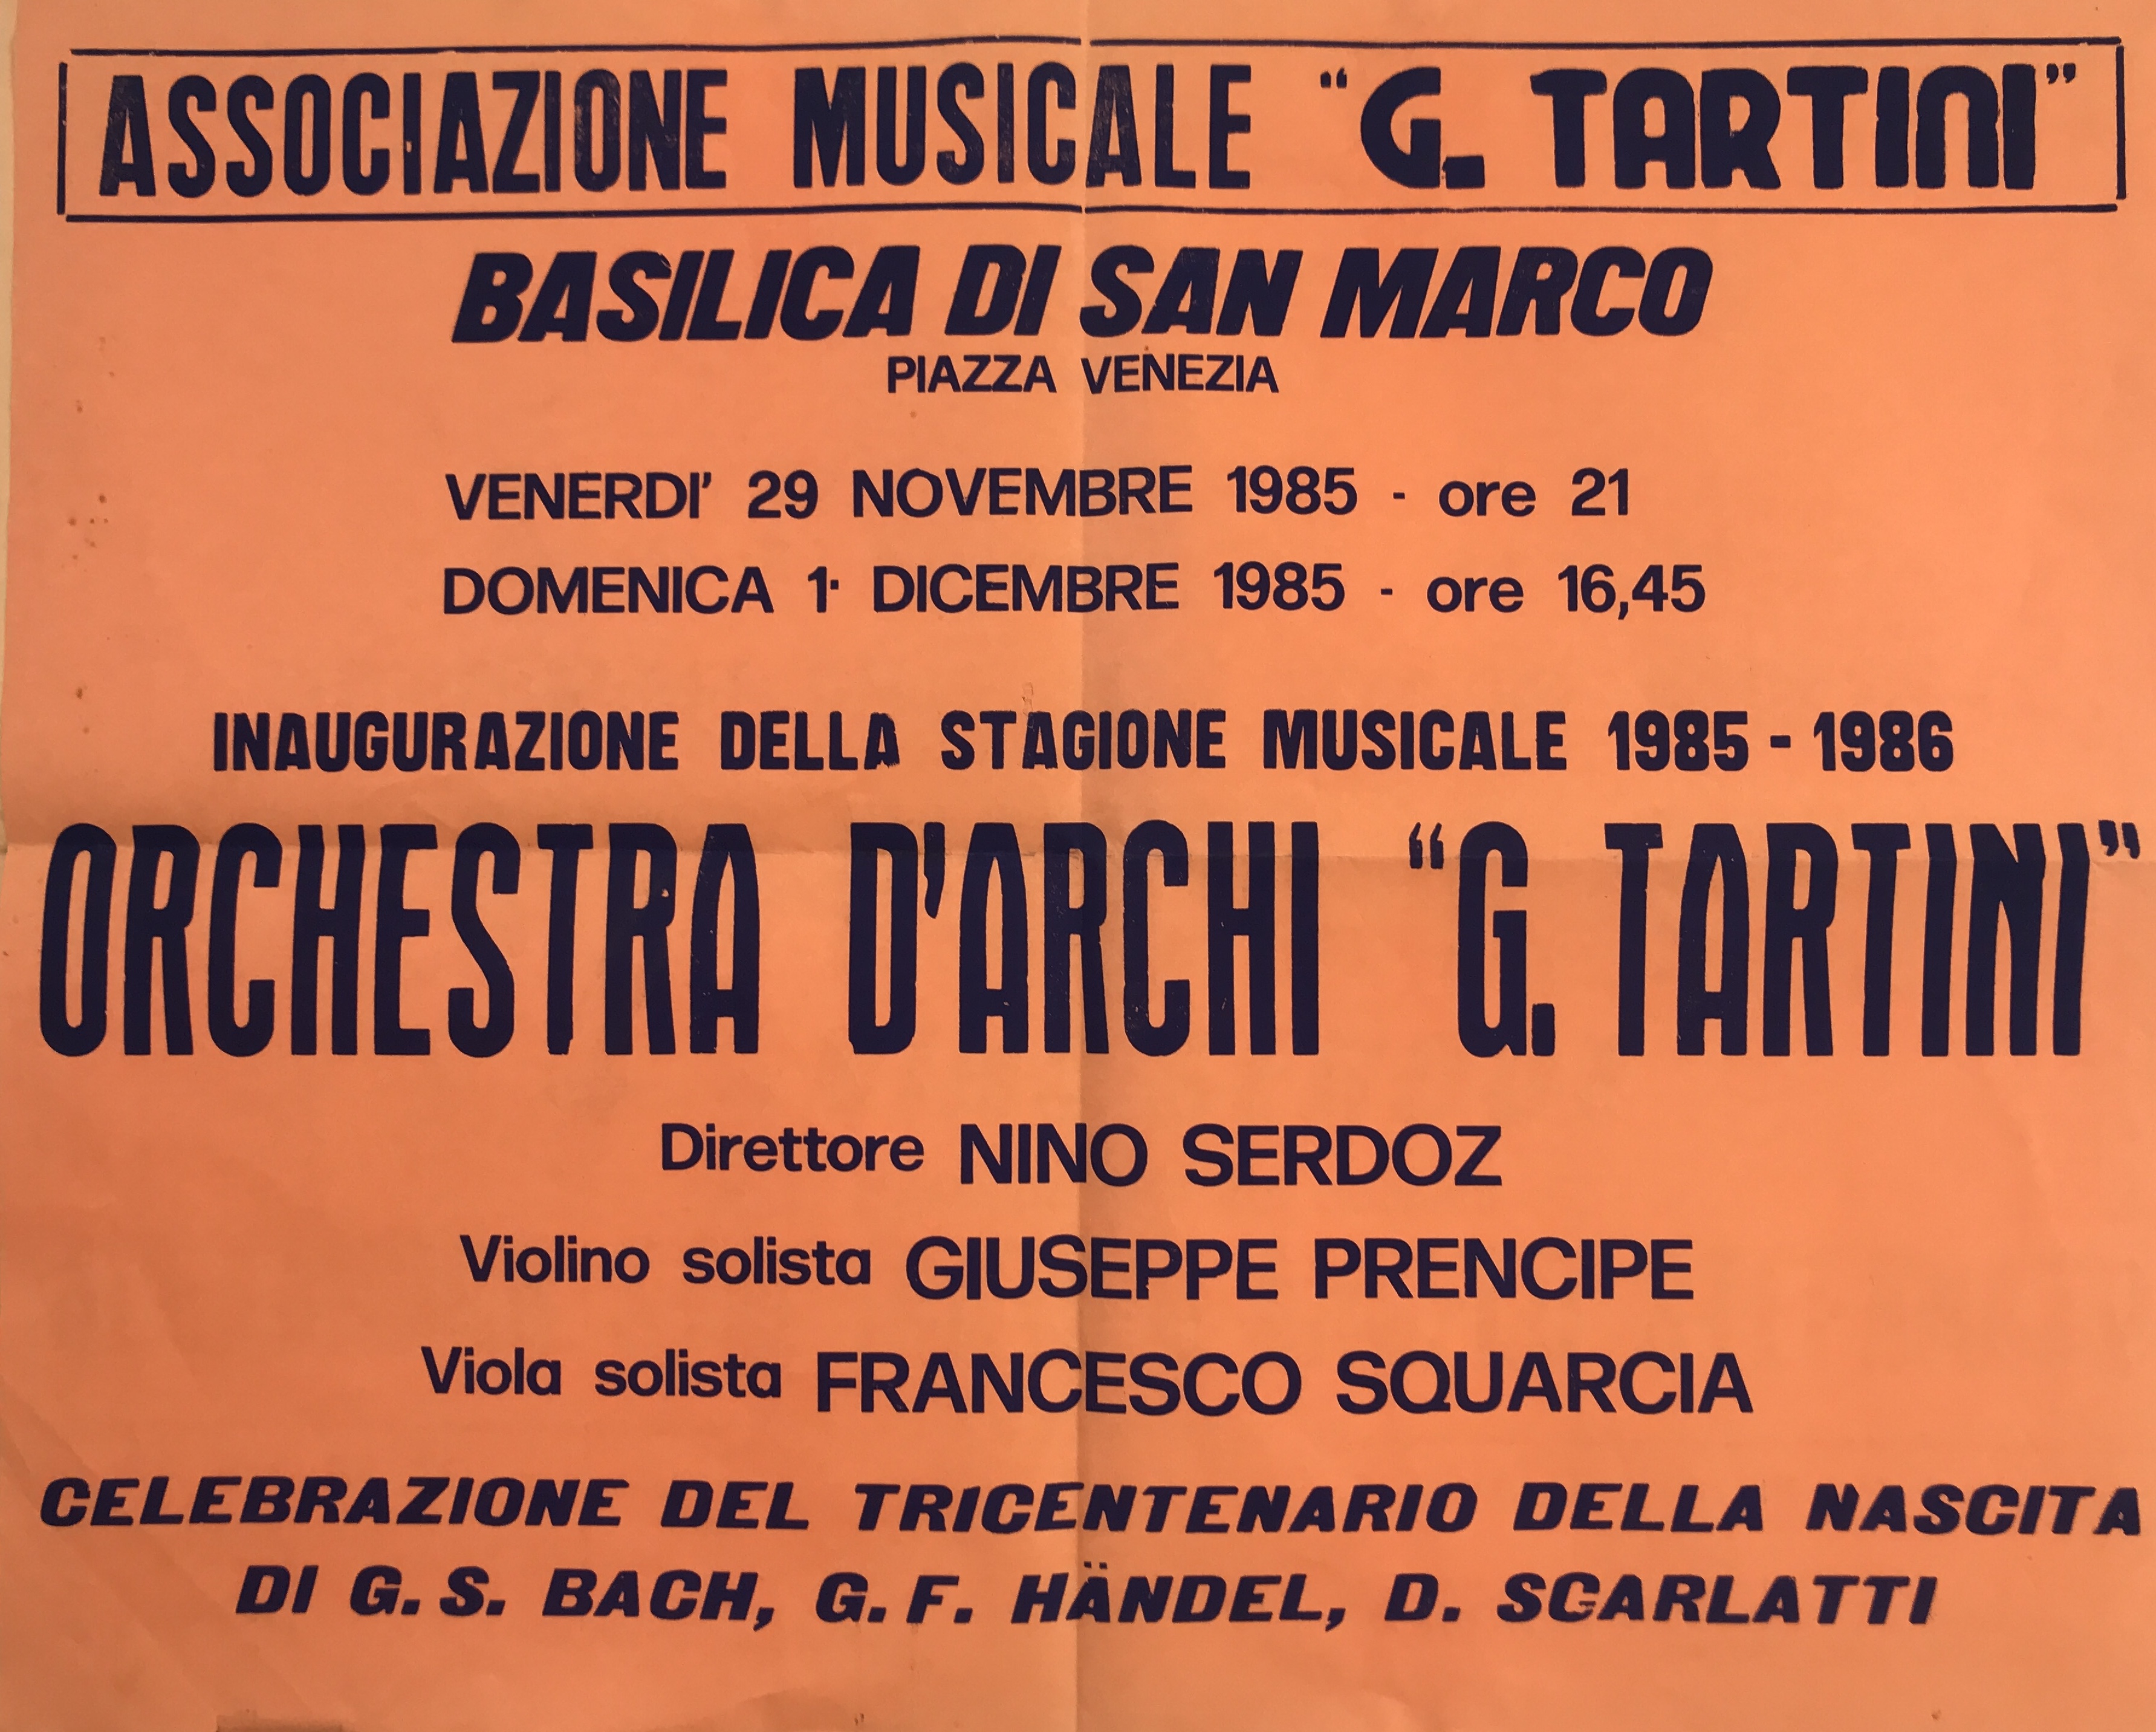 ASSOCIAZIONE MUSICALE “G. TARTINI”
BASILICA DI SAN MARCO
PIAZZA VENEZIA
VENERDI’ 29 NOVEMBRE 1985 - ore 21
DOMENICA 1· DICEMBRE 1985 - ore 16,45
INAUGURAZIONE DELLA STAGIONE MUSICALE 1985 - 1986
ORCHESTRA D’ARCHI “G. TARTINI”
Direttore NINO SERDOZ
Violino solista GIUSEPPE PRENCIPE
Viola solista FRANCESCO SQUARCIA
CELEBRAZIONE DEL TRICENTENARIO DELLA NASCITA
DI G. S. BACH, G. F. HÄNDEL, D. SCARLATTI